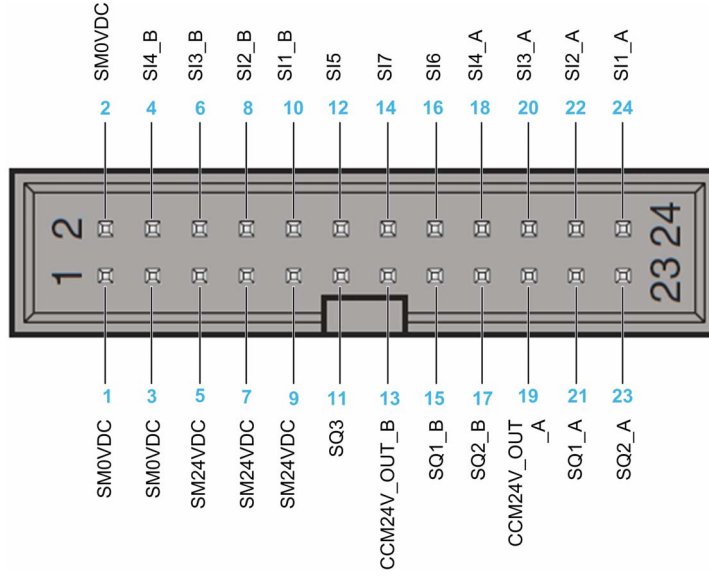 SM0VDC SI4_B SI3_B SI2_B SI1_B SI5 SI7 SI6 SI4_A SI3_A SI2_A SI1_A
2 4 6 8 10 12 14 16 18 20 22 24
2 24
1 23
1 3 5 7 9 11 13 15 17 19 21 23
SM0VDC SM0VDC SM24VDC SM24VDC SM24VDC SQ3 CCM24V_OUT_B SQ1_B SQ2_B CCM24V_OUT
_A SQ1_A SQ2_A